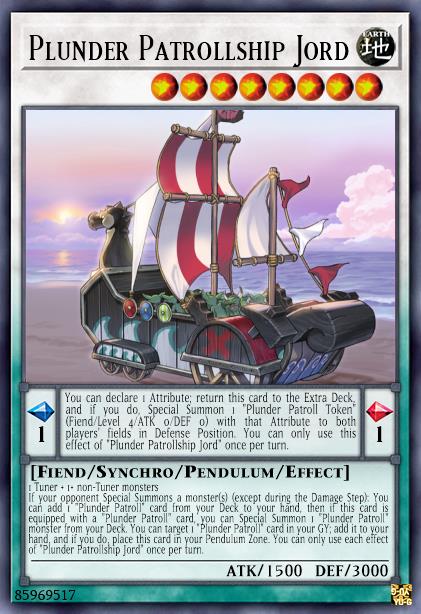 Plunder Patrollship Jord
EARTH
地
You can declare 1 Attribute; return this card to the Extra Deck,
and if you do, Special Summon 1 "Plunder Patroll Token"
(Fiend/Level 4/ATK 0/DEF 0) with that Attribute to both
players' fields in Defense Position. You can only use this
effect of "Plunder Patrollship Jord" once per turn.
1
1
[Fiend/Synchro/Pendulum/Effect]
1 Tuner + 1+ non-Tuner monsters
If your opponent Special Summons a monster(s) (except during the Damage Step): You
can add 1 "Plunder Patroll" card from your Deck to your hand, then if this card is
equipped with a "Plunder Patroll" card, you can Special Summon 1 "Plunder Patroll"
monster from your Deck. You can target 1 "Plunder Patroll" card in your GY; add it to your
hand, and if you do, place this card in your Pendulum Zone. You can only use each effect
of "Plunder Patrollship Jord" once per turn.
ATK/1500 DEF/3000
85969517